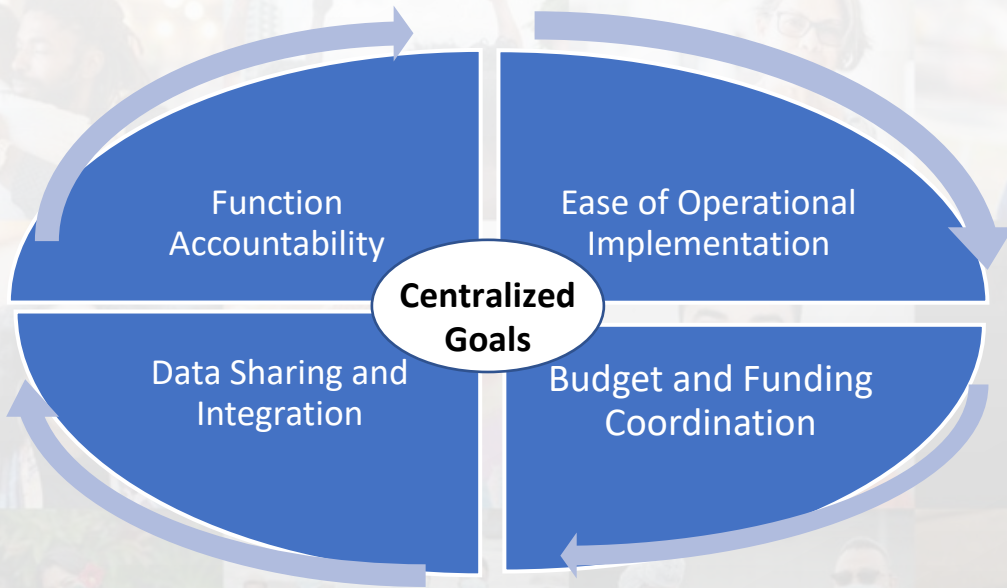 Function
Accountability
Ease of Operational
Implementation
Centralized
Goals
Data Sharing and
Integration
Budget and Funding
Coordination